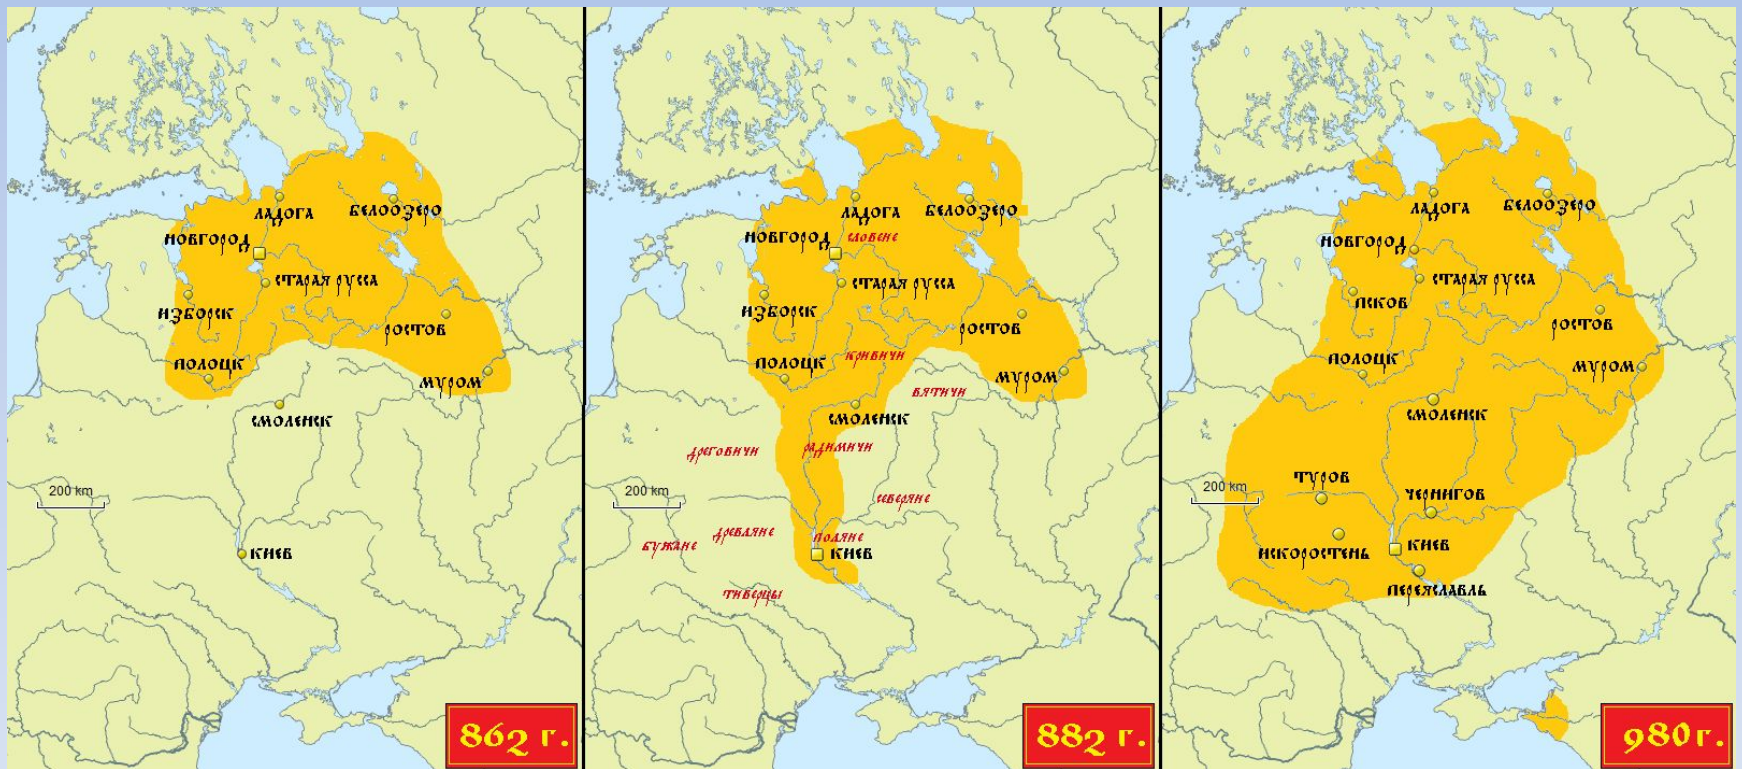 ЛАДОГА
БЕЛООЗЕРО
НОВГОРОД
СТАРАЯ РУССА
ИЗБОРСК
РОСТОВ
ПОЛОЦК
МУРОМ
СМОЛЕНСК
200 km
КИЕВ
862 г.
ЛАДОГА
БЕЛООЗЕРО
НОВГОРОД
СЛОВЕНЕ
СТАРАЯ РУССА
ИЗБОРСК
РОСТОВ
КРИВИЧИ
ПОЛОЦК
МУРОМ
ВЯТИЧИ
СМОЛЕНСК
РАДИМИЧИ
ДРЕГОВИЧИ
200 km
СЕВЕРЯНЕ
ДРЕВЛЯНЕ
ПОЛЯНЕ
БУЖАНЕ
КИЕВ
ТИВЕРЦЫ
882 г.
ЛАДОГА
БЕЛООЗЕРО
НОВГОРОД
СТАРАЯ РУССА
ПСКОВ
РОСТОВ
ПОЛОЦК
МУРОМ
СМОЛЕНСК
ТУРОВ
200 km
ЧЕРНИГОВ
ИСКОРОСТЕНЬ
КИЕВ
ПЕРЕЯСЛАВЛЬ
980 г.